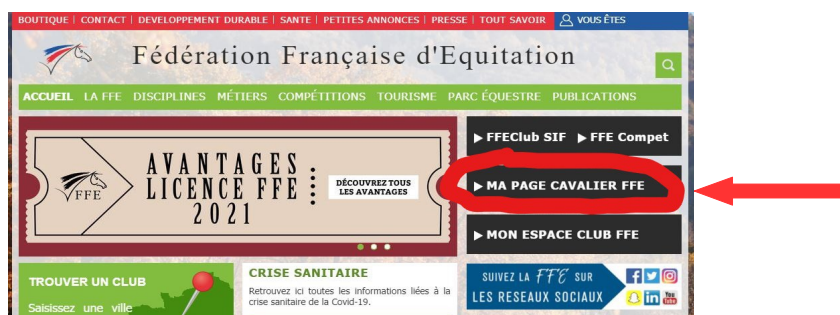 BOUTIQUE | CONTACT | DEVELOPPEMENT DURABLE | SANTE | PETITES ANNONCES | PRESSE | TOUT SAVOIR VOUS ÊTES
Fédération Française d'Equitation
ACCUEIL LA FFE DISCIPLINES MÉTIERS COMPÉTITIONS TOURISME PARC ÉQUESTRE PUBLICATIONS
FFE
AVANTAGES
LICENCE FFE
2021
DÉCOUVREZ TOUS
LES AVANTAGES
FFEClub SIF FFE Compet
MA PAGE CAVALIER FFE
MON ESPACE CLUB FFE
TROUVER UN CLUB
Saisissez une ville
CRISE SANITAIRE
Retrouvez ici toutes les informations liées à la
crise sanitaire de la Covid-19.
SUIVEZ LA FFE SUR
LES RESEAUX SOCIAUX
in
You
Tube